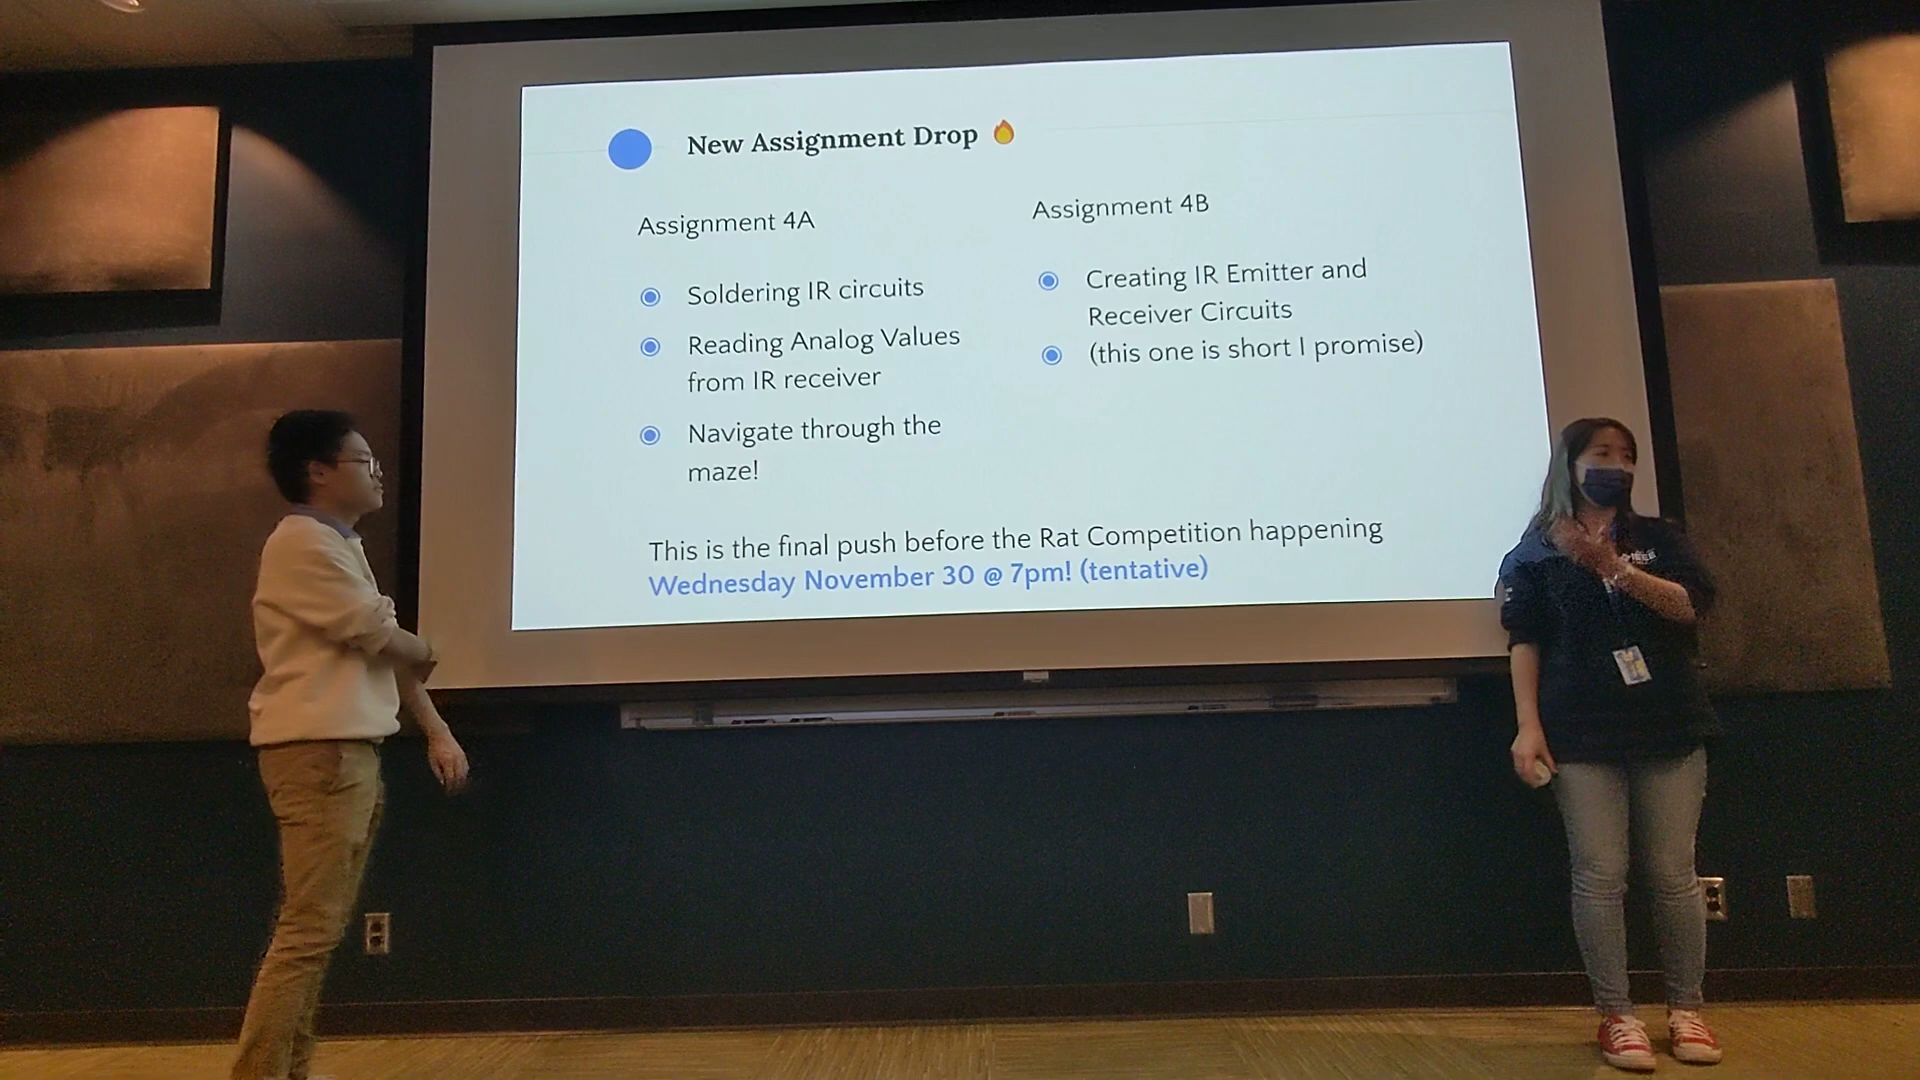 New Assignment Drop 🔥
Assignment 4A
Soldering IR circuits
Reading Analog Values
from IR receiver
Navigate through the
maze!
Assignment 4B
Creating IR Emitter and
Receiver Circuits
(this one is short I promise)
This is the final push before the Rat Competition happening
Wednesday November 30 @ 7pm! (tentative)
IEEE